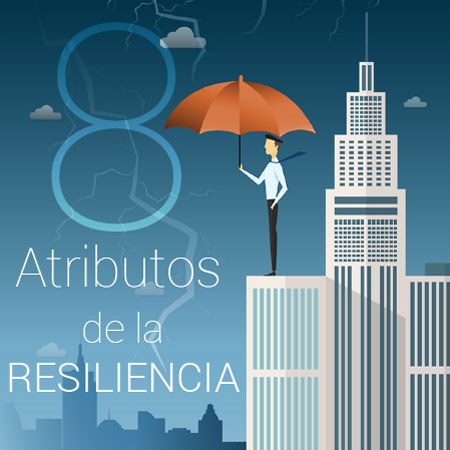 8
Atributos
de la
RESILIENCIA